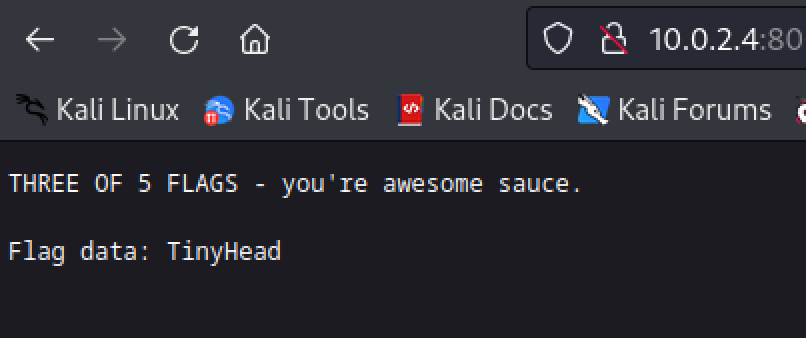 10.0.2.4:80
Kali Linux Kali Tools Kali Docs Kali Forums
THREE OF 5 FLAGS - you're awesome sauce.
Flag data: TinyHead